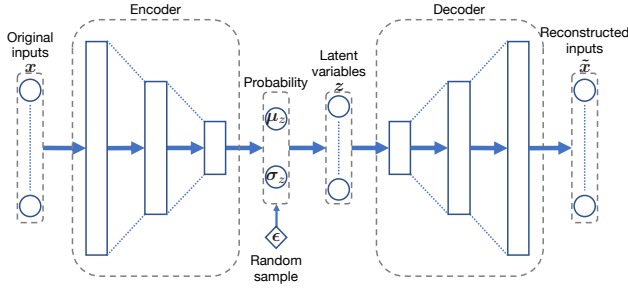 Encoder
Decoder
Original
inputs
x
Probability
μz
σz
ϵ
Random
sample
Latent
variables
z
Reconstructed
inputs
x̃